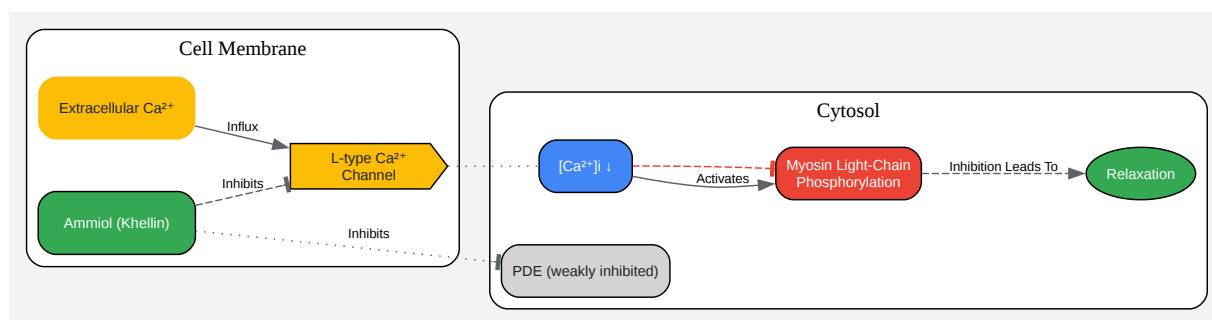 Cell Membrane
Extracellular Ca²⁺
Influx
L-type Ca²⁺
Channel
Inhibits
Ammiol (Khellin)
Inhibits
Cytosol
[Ca²⁺]i ↓
Activates
Myosin Light-Chain
Phosphorylation
Inhibition Leads To
Relaxation
PDE (weakly inhibited)